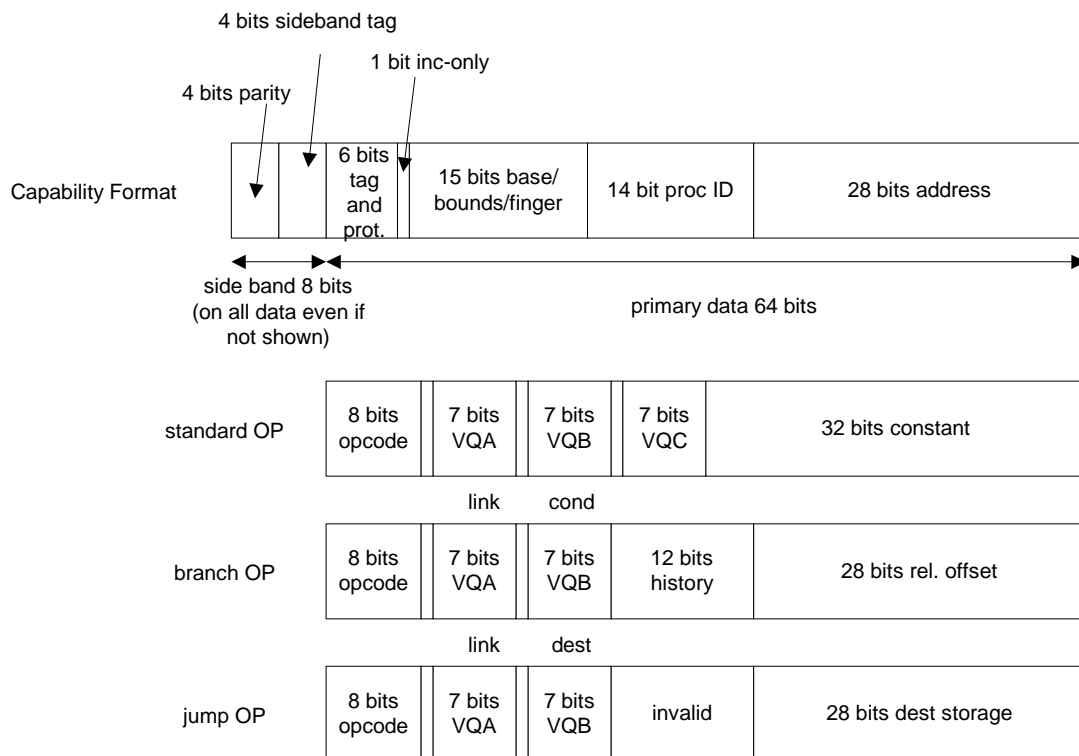 4 bits sideband tag
1 bit inc-only
4 bits parity
Capability Format
6 bits
tag
and
prot.
15 bits base/
bounds/finger
14 bit proc ID
28 bits address
side band 8 bits
(on all data even if
not shown)
primary data 64 bits
standard OP
8 bits
opcode
7 bits
VQA
7 bits
VQB
7 bits
VQC
32 bits constant
link
cond
branch OP
8 bits
opcode
7 bits
VQA
7 bits
VQB
12 bits
history
28 bits rel. offset
link
dest
jump OP
8 bits
opcode
7 bits
VQA
7 bits
VQB
invalid
28 bits dest storage